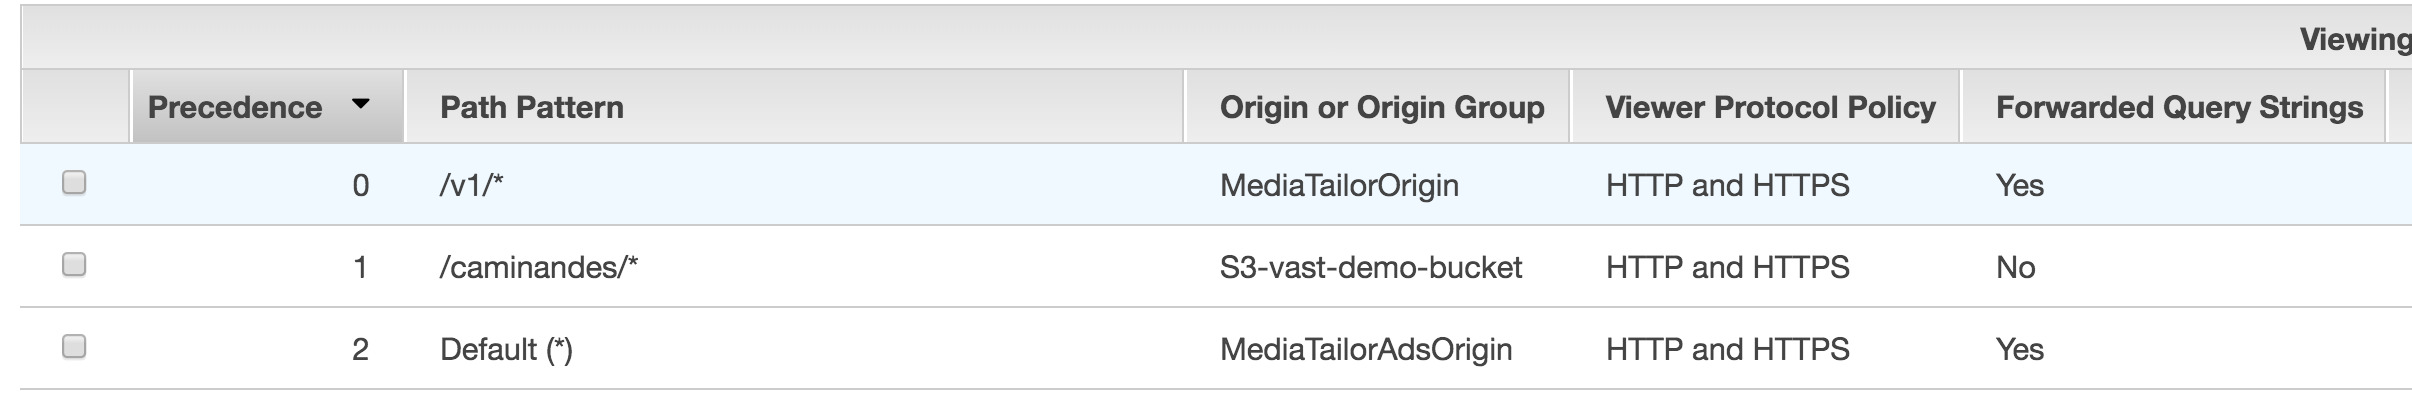 Viewing
Precedence Path Pattern Origin or Origin Group Viewer Protocol Policy Forwarded Query Strings
0 /v1/* MediaTailorOrigin HTTP and HTTPS Yes
1 /caminandes/* S3-vast-demo-bucket HTTP and HTTPS No
2 Default (*) MediaTailorAdsOrigin HTTP and HTTPS Yes